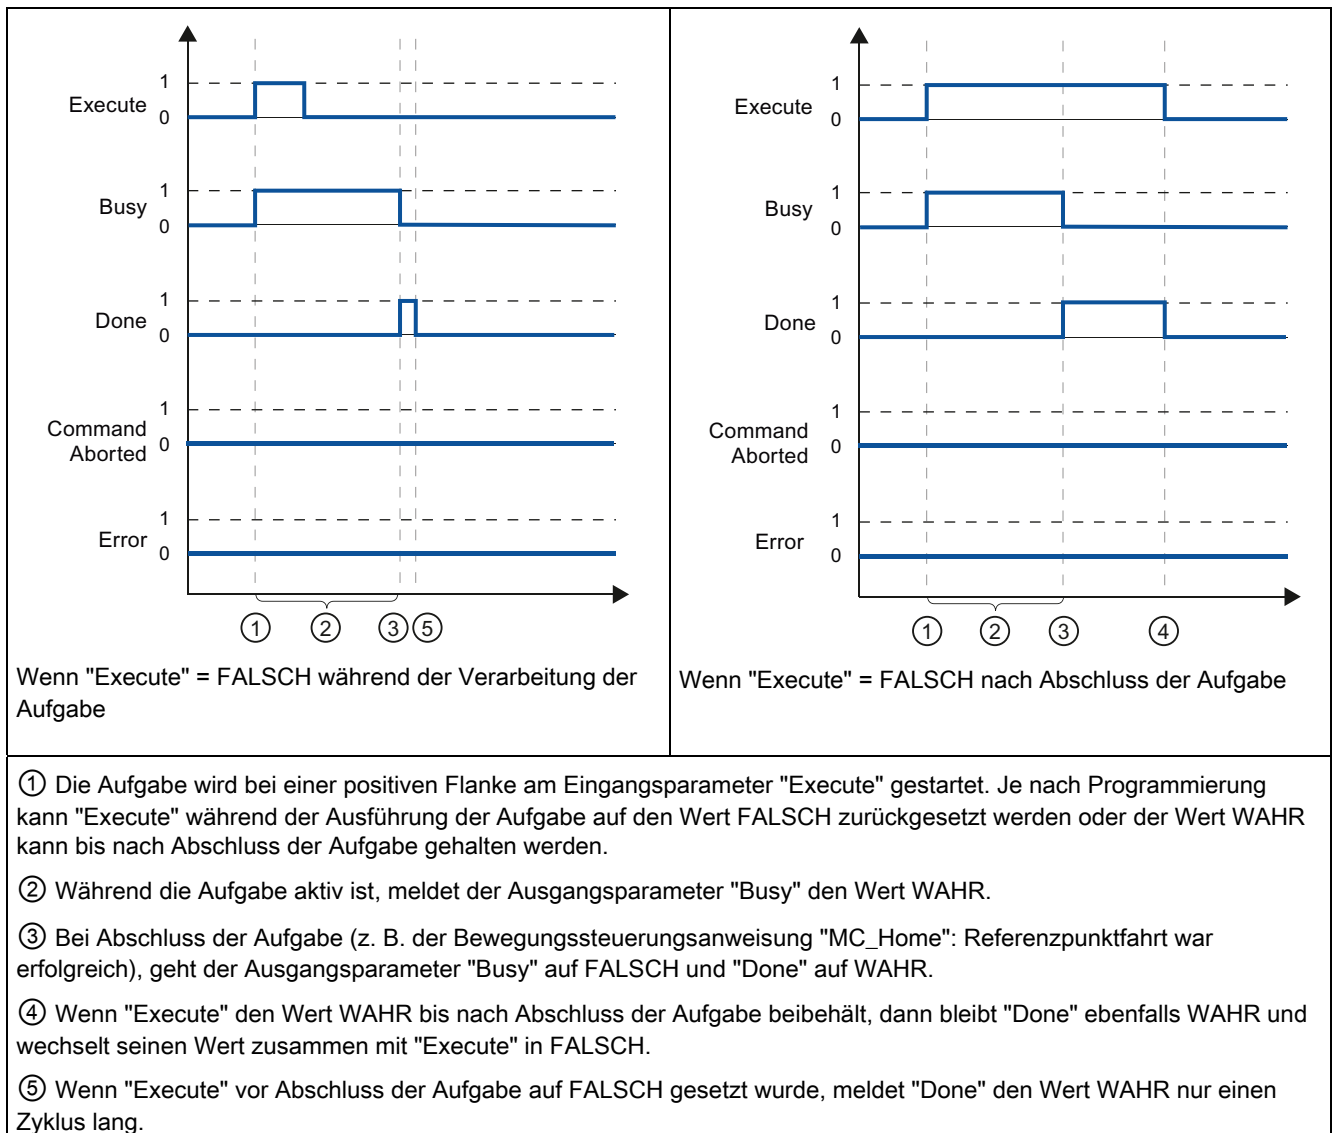 1
Execute
0
1
Busy
0
1
Done
0
1
Command
Aborted
0
1
Error
0
① ② ③ ⑤
Wenn "Execute" = FALSCH während der Verarbeitung der
Aufgabe
1
Execute
0
1
Busy
0
1
Done
0
1
Command
Aborted
0
1
Error
0
① ② ③ ④
Wenn "Execute" = FALSCH nach Abschluss der Aufgabe
① Die Aufgabe wird bei einer positiven Flanke am Eingangsparameter "Execute" gestartet. Je nach Programmierung
kann "Execute" während der Ausführung der Aufgabe auf den Wert FALSCH zurückgesetzt werden oder der Wert WAHR
kann bis nach Abschluss der Aufgabe gehalten werden.
② Während die Aufgabe aktiv ist, meldet der Ausgangsparameter "Busy" den Wert WAHR.
③ Bei Abschluss der Aufgabe (z. B. der Bewegungssteuerungsanweisung "MC_Home": Referenzpunktfahrt war
erfolgreich), geht der Ausgangsparameter "Busy" auf FALSCH und "Done" auf WAHR.
④ Wenn "Execute" den Wert WAHR bis nach Abschluss der Aufgabe beibehält, dann bleibt "Done" ebenfalls WAHR und
wechselt seinen Wert zusammen mit "Execute" in FALSCH.
⑤ Wenn "Execute" vor Abschluss der Aufgabe auf FALSCH gesetzt wurde, meldet "Done" den Wert WAHR nur einen
Zyklus lang.